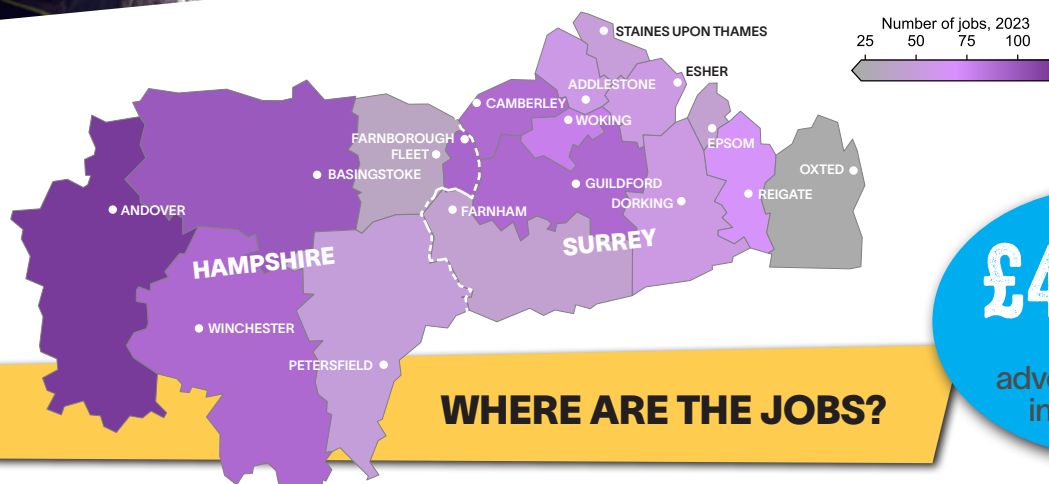 STAINES UPON THAMES
Number of jobs, 2023
25 50 75 100
ESHER
ADDLESTONE
CAMBERLEY
WOKING
FARNBOROUGH
FLEET
EPSOM
BASINGSTOKE
OXTED
GUILDFORD
REIGATE
DORKING
ANDOVER
FARNHAM
SURREY
HAMPSHIRE
£4
WINCHESTER
PETERSFIELD
WHERE ARE THE JOBS?